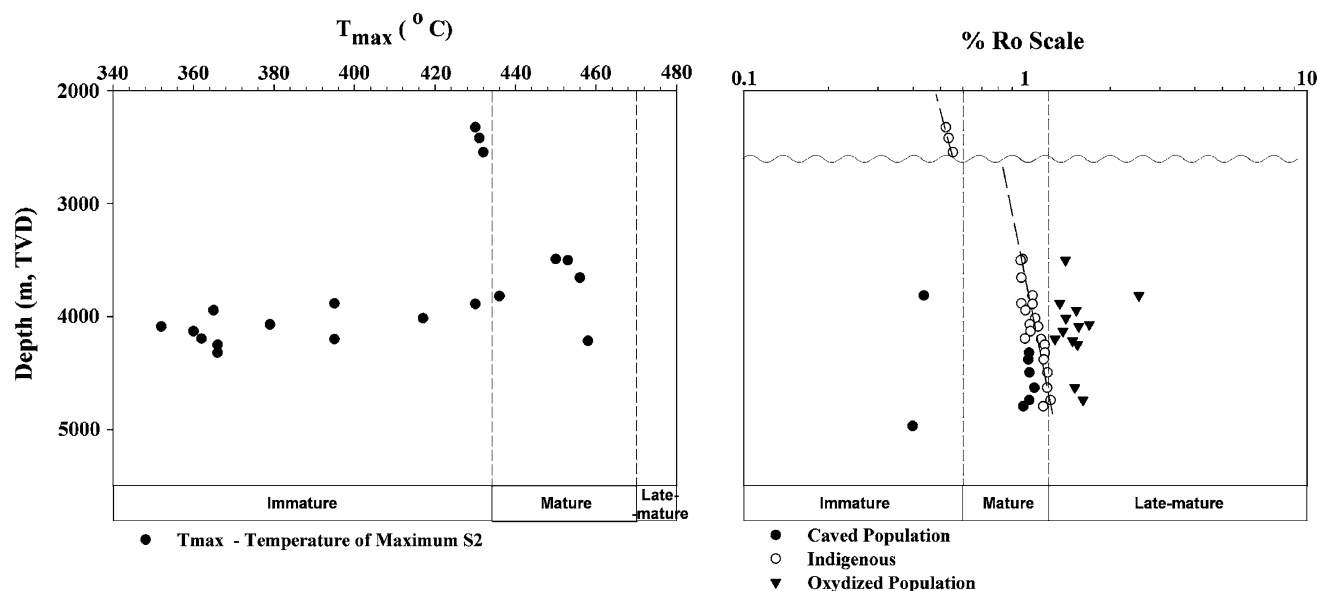 Tmax ( ° C)
340 360 380 400 420 440 460 480
Depth (m, TVD)
2000
3000
4000
5000
Immature
Mature
Late-
-mature
Tmax - Temperature of Maximum S2
% Ro Scale
0.1 1 10
Immature
Mature
Late-mature
Caved Population
Indigenous
Oxydized Population